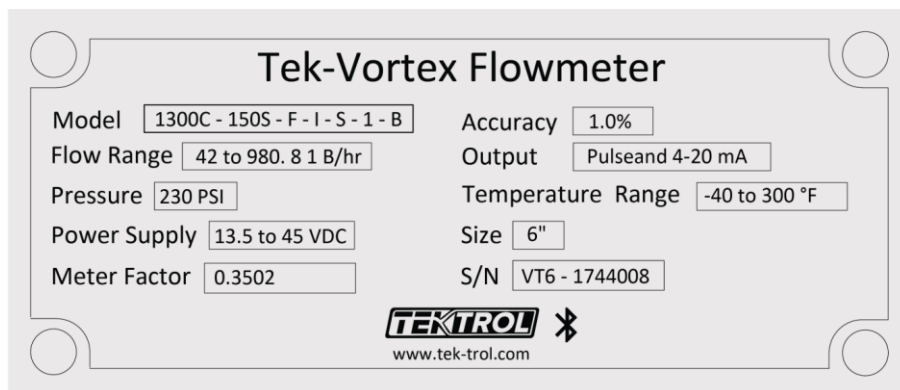 Tek-Vortex Flowmeter
Model 1300C - 150S - F - I - S - 1 - B
Flow Range 42 to 980. 8 1 B/hr
Pressure 230 PSI
Power Supply 13.5 to 45 VDC
Meter Factor 0.3502
Accuracy 1.0%
Output Pulseand 4-20 mA
Temperature Range -40 to 300 °F
Size 6"
S/N VT6 - 1744008
TEKTROL
www.tek-trol.com